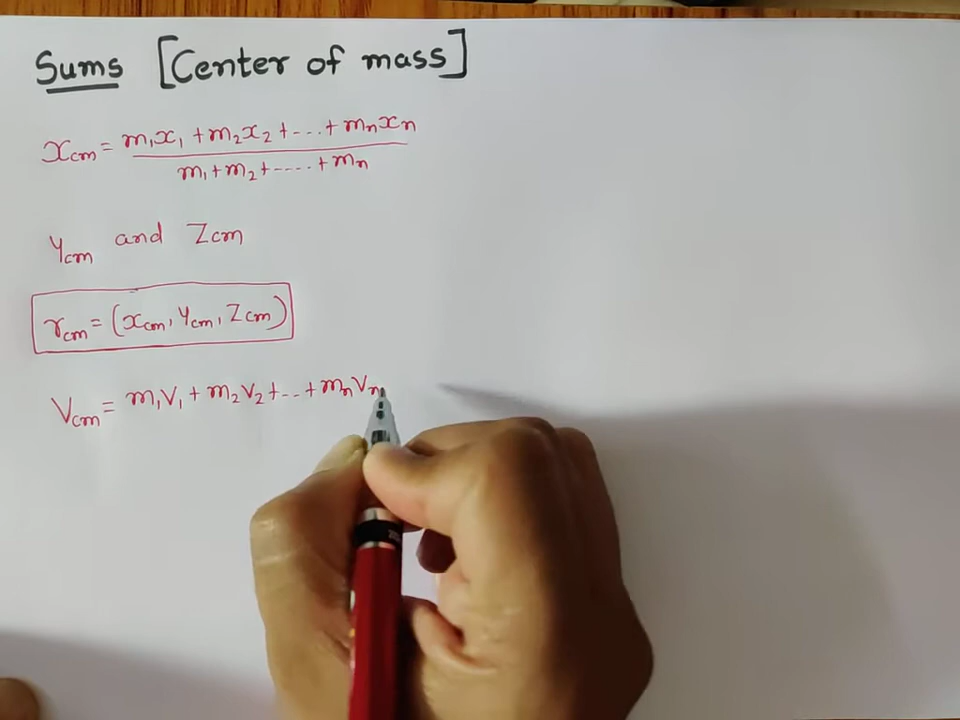 Sums [Center of mass]
xcm = m1x1 + m2x2 + ... + mnxn
m1 + m2 + .... + mn
Ycm and Zcm
rcm = (xcm, Ycm, Zcm)
Vcm = m1V1 + m2V2 + ... + mnVn